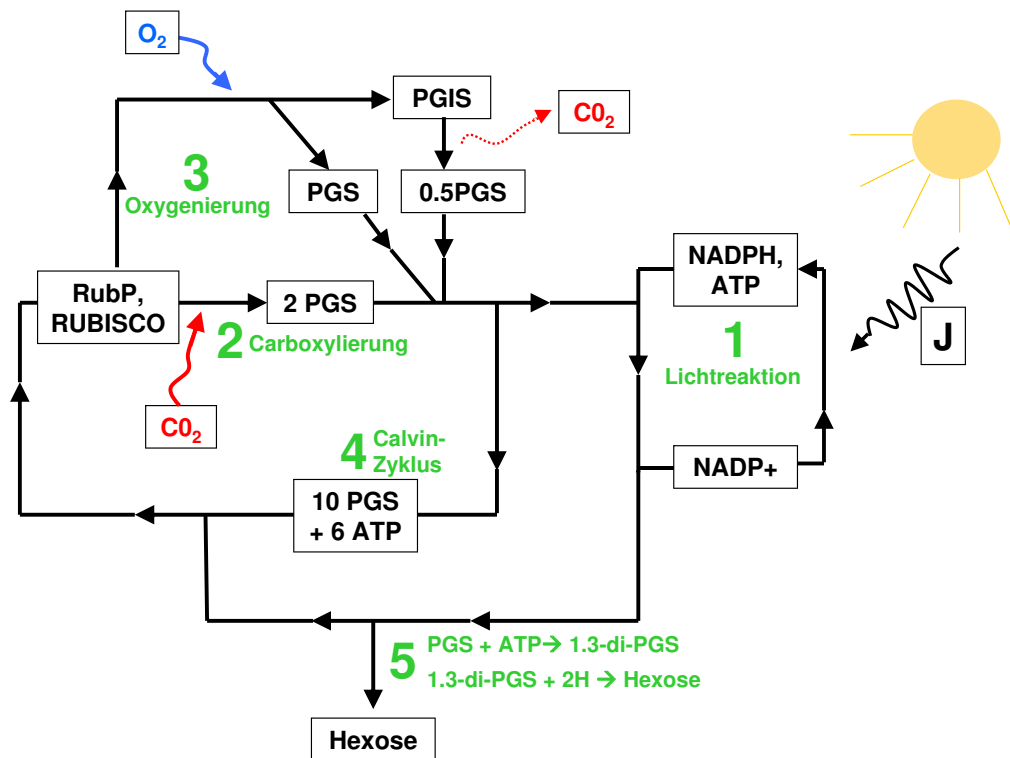 O2
PGIS
C02
3
Oxygenierung
PGS
0.5PGS
NADPH,
ATP
RubP,
RUBISCO
2 PGS
2 Carboxylierung
1
Lichtreaktion
J
C02
4 Calvin-
Zyklus
NADP+
10 PGS
+ 6 ATP
5 PGS + ATP→ 1.3-di-PGS
1.3-di-PGS + 2H → Hexose
Hexose